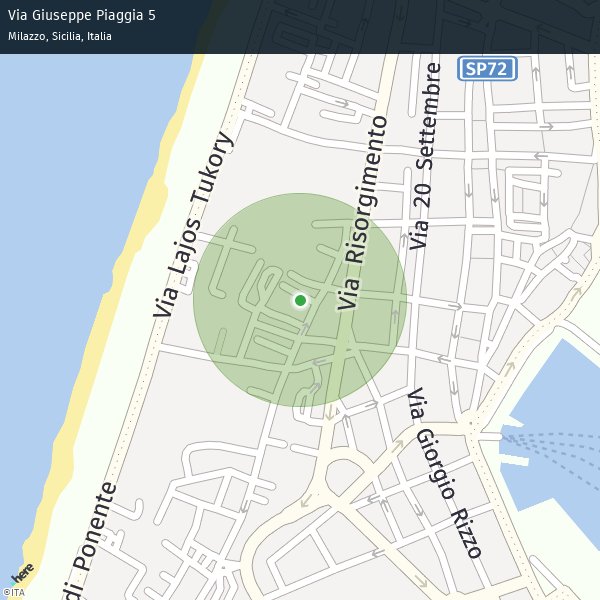 Via Giuseppe Piaggia 5
Milazzo, Sicilia, Italia
SP72
Via Lajos Tukory
Via Risorgimento
Via 20 Settembre
Via Giorgio Rizzo
di Ponente
here
©ITA